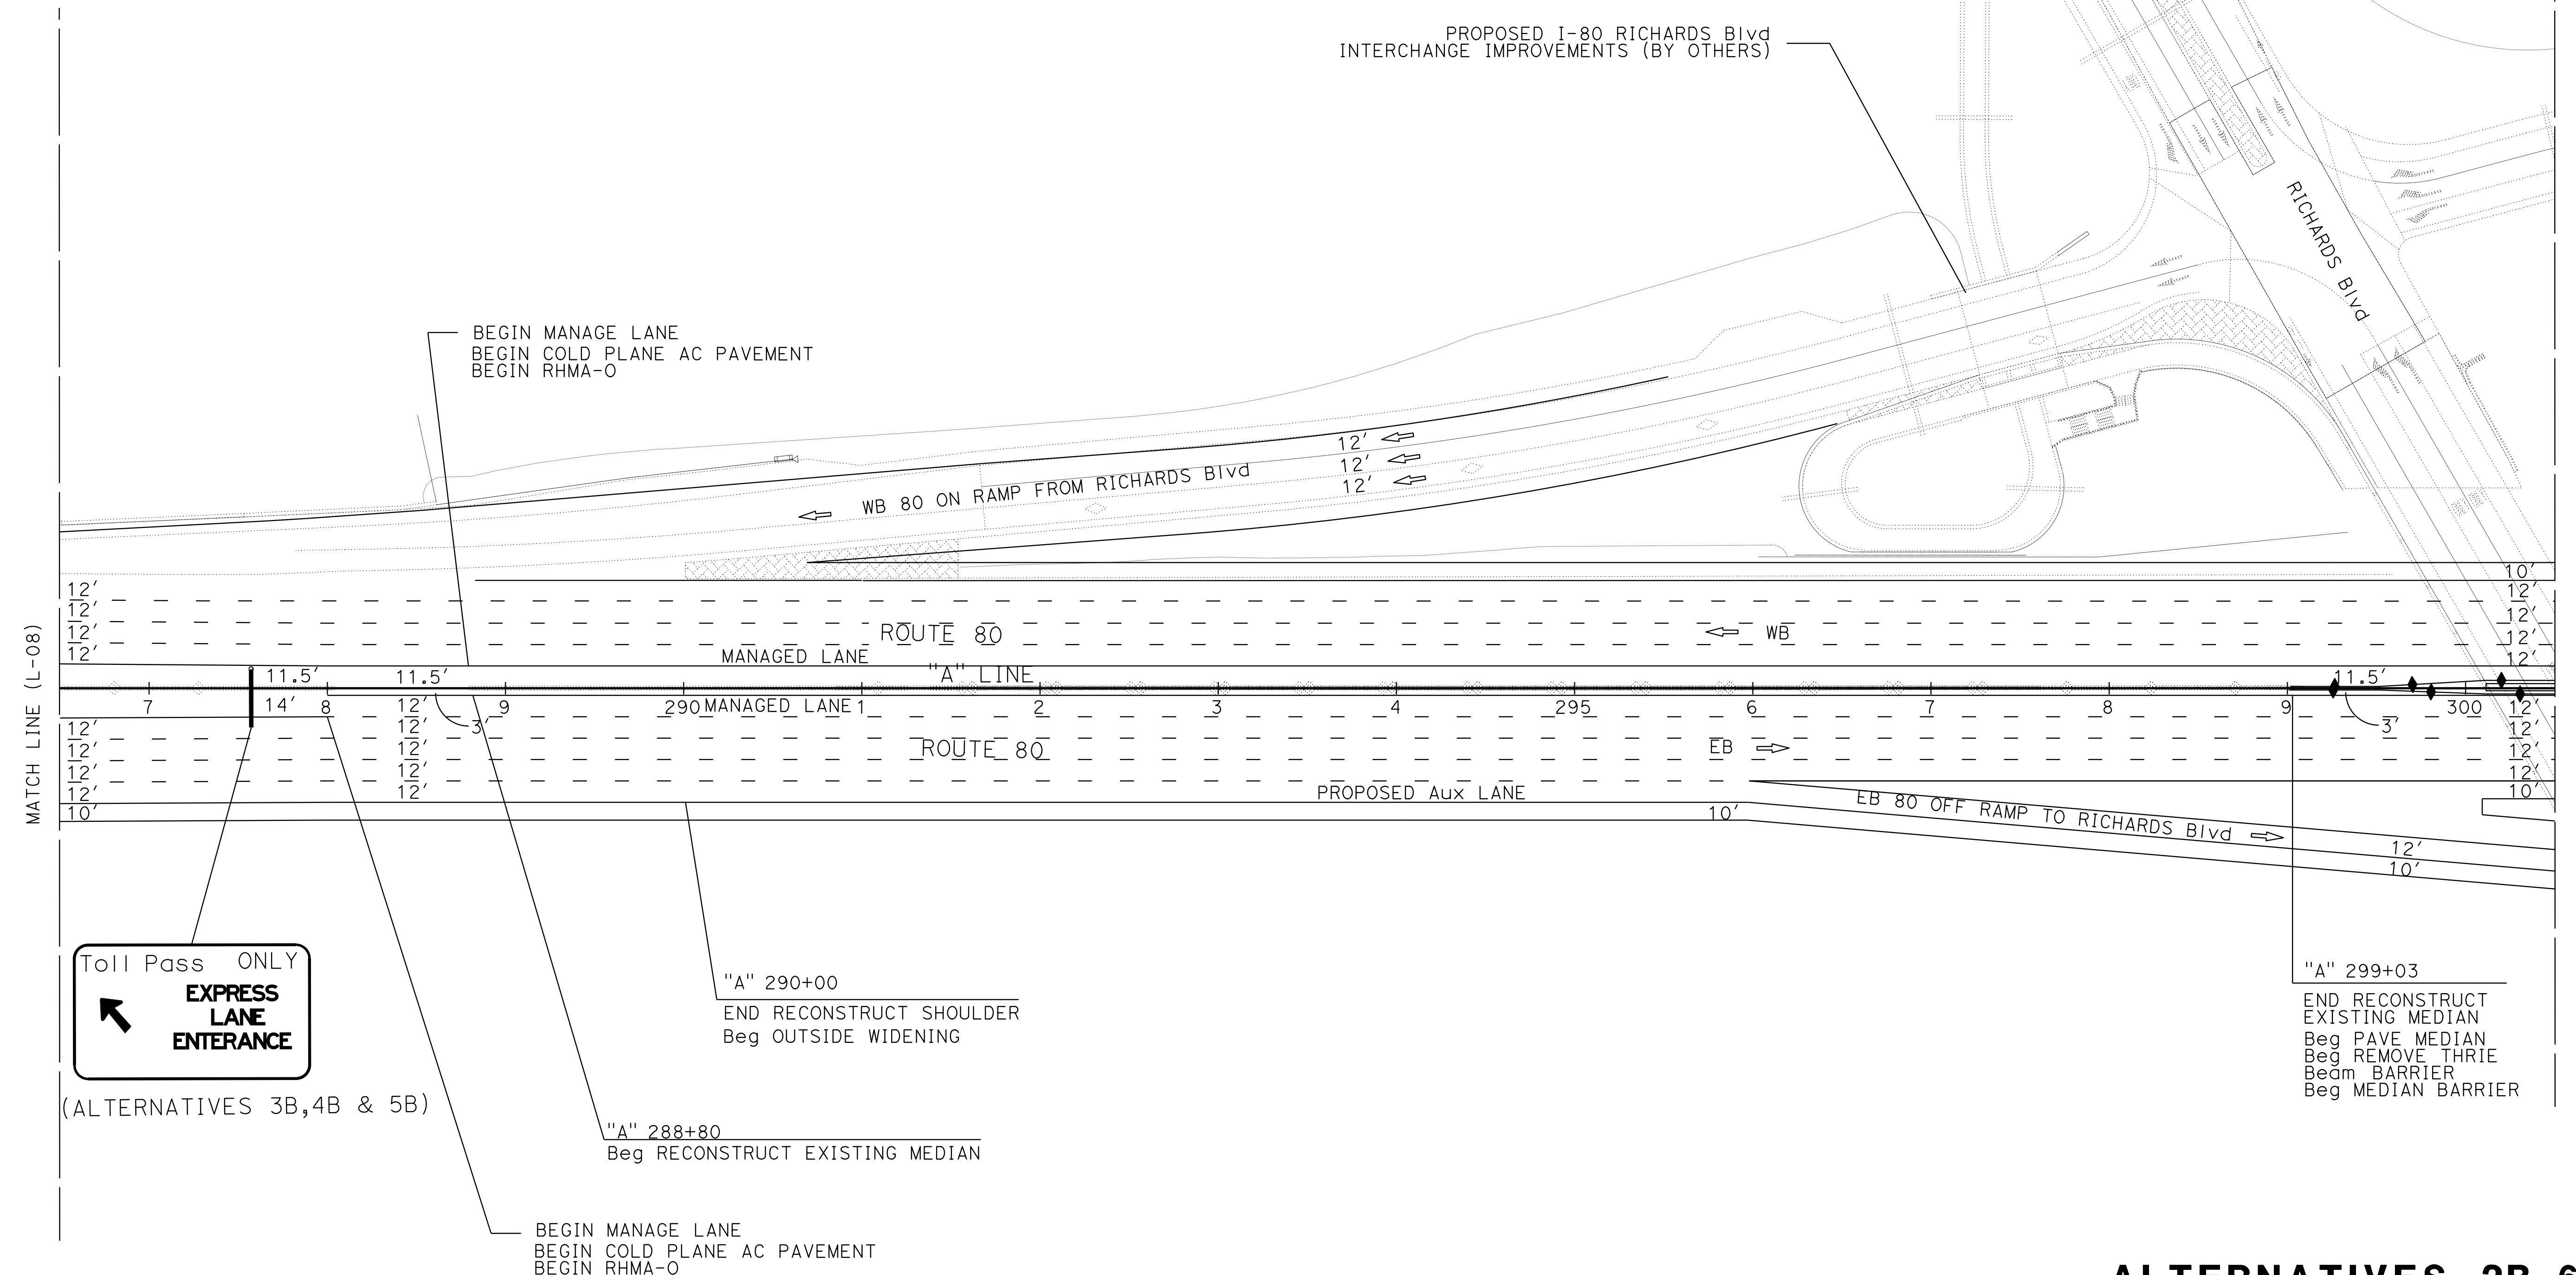 PROPOSED I-80 RICHARDS Blvd
INTERCHANGE IMPROVEMENTS (BY OTHERS)
RICHARDS Blvd
BEGIN MANAGE LANE
BEGIN COLD PLANE AC PAVEMENT
BEGIN RHMA-O
12'
12'
12'
WB 80 ON RAMP FROM RICHARDS Blvd
MATCH LINE (L-08)
12'
12'
12'
12'
10'
12'
12'
12'
12'
ROUTE 80
WB
MANAGED LANE
"A" LINE
11.5'
11.5'
11.5'
7
14'
8
12'
3'
9
290
MANAGED LANE
1
2
3
4
295
6
7
8
9
3'
300
12'
12'
12'
12'
12'
10'
12'
12'
12'
12'
ROUTE 80
EB
12'
12'
12'
12'
10'
PROPOSED Aux LANE
10'
EB 80 OFF RAMP TO RICHARDS Blvd
12'
10'
Toll Pass ONLY
EXPRESS
LANE
ENTERANCE
(ALTERNATIVES 3B,4B & 5B)
"A" 290+00
END RECONSTRUCT SHOULDER
Beg OUTSIDE WIDENING
"A" 299+03
END RECONSTRUCT
EXISTING MEDIAN
Beg PAVE MEDIAN
Beg REMOVE THRIE
Beam BARRIER
Beg MEDIAN BARRIER
"A" 288+80
Beg RECONSTRUCT EXISTING MEDIAN
BEGIN MANAGE LANE
BEGIN COLD PLANE AC PAVEMENT
BEGIN RHMA-O
ALTERNATIVES